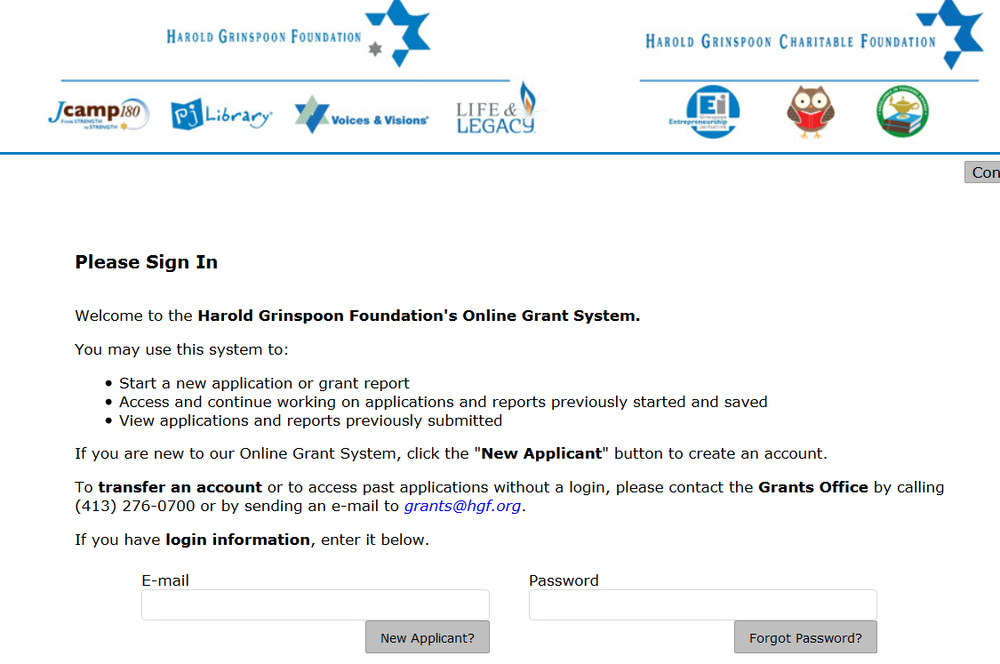 Harold Grinspoon Foundation
Harold Grinspoon Charitable Foundation
Jcamp180
From STRENGTH
to STRENGTH
pj Library
Voices & Visions
LIFE &
LEGACY
Ei
Grinspoon
Entrepreneurship
INITIATIVE
Con
Please Sign In
Welcome to the Harold Grinspoon Foundation's Online Grant System.
You may use this system to:
• Start a new application or grant report
• Access and continue working on applications and reports previously started and saved
• View applications and reports previously submitted
If you are new to our Online Grant System, click the "New Applicant" button to create an account.
To transfer an account or to access past applications without a login, please contact the Grants Office by calling
(413) 276-0700 or by sending an e-mail to grants@hgf.org.
If you have login information, enter it below.
E-mail
Password
New Applicant?
Forgot Password?